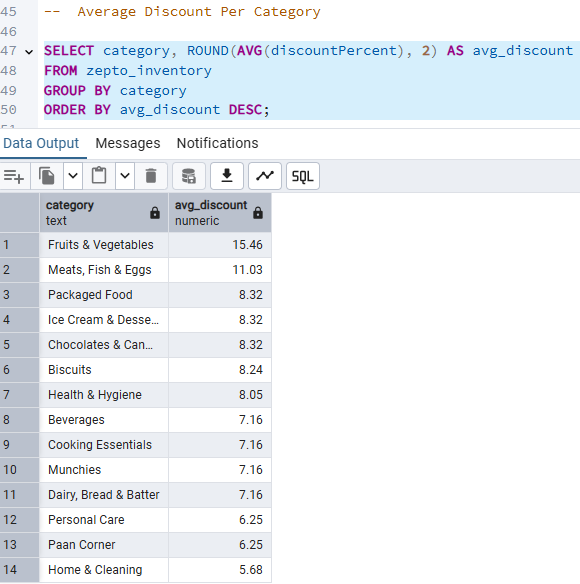 45 -- Average Discount Per Category
46
47 SELECT category, ROUND(AVG(discountPercent), 2) AS avg_discount
48 FROM zepto_inventory
49 GROUP BY category
50 ORDER BY avg_discount DESC;
Data Output Messages Notifications
SQL
category avg_discount
text numeric
1 Fruits & Vegetables 15.46
2 Meats, Fish & Eggs 11.03
3 Packaged Food 8.32
4 Ice Cream & Desse... 8.32
5 Chocolates & Can... 8.32
6 Biscuits 8.24
7 Health & Hygiene 8.05
8 Beverages 7.16
9 Cooking Essentials 7.16
10 Munchies 7.16
11 Dairy, Bread & Batter 7.16
12 Personal Care 6.25
13 Paan Corner 6.25
14 Home & Cleaning 5.68